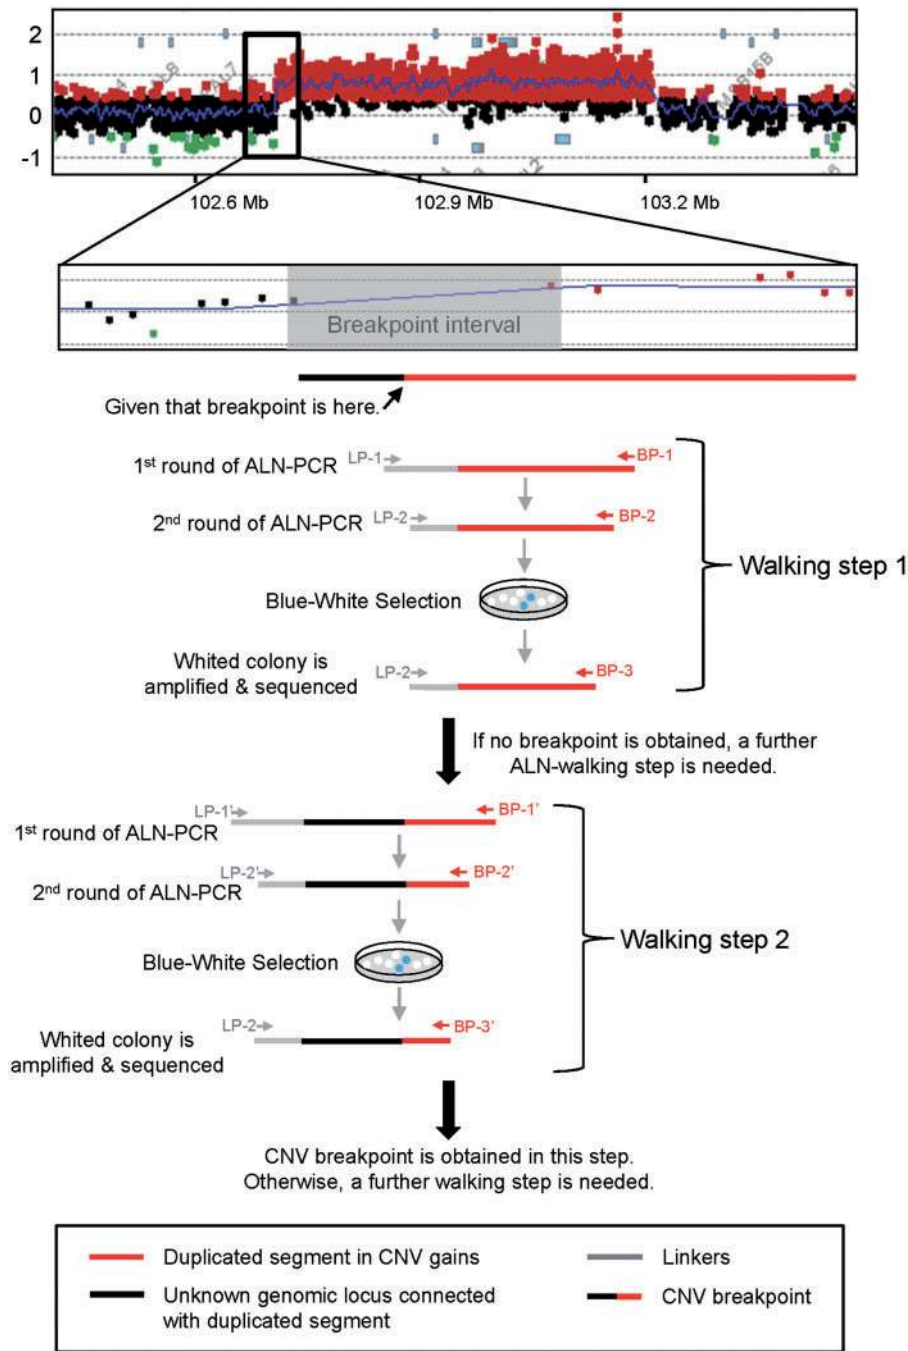 2
1
0
-1
102.6 Mb
102.9 Mb
103.2 Mb
Breakpoint interval
Given that breakpoint is here.
1st round of ALN-PCR
LP-1
BP-1
2nd round of ALN-PCR
LP-2
BP-2
Walking step 1
Blue-White Selection
Whited colony is
amplified & sequenced
LP-2
BP-3
If no breakpoint is obtained, a further
ALN-walking step is needed.
LP-1'
BP-1'
1st round of ALN-PCR
LP-2'
BP-2'
2nd round of ALN-PCR
Walking step 2
Blue-White Selection
LP-2
BP-3'
Whited colony is
amplified & sequenced
CNV breakpoint is obtained in this step.
Otherwise, a further walking step is needed.
Duplicated segment in CNV gains
Linkers
Unknown genomic locus connected
with duplicated segment
CNV breakpoint